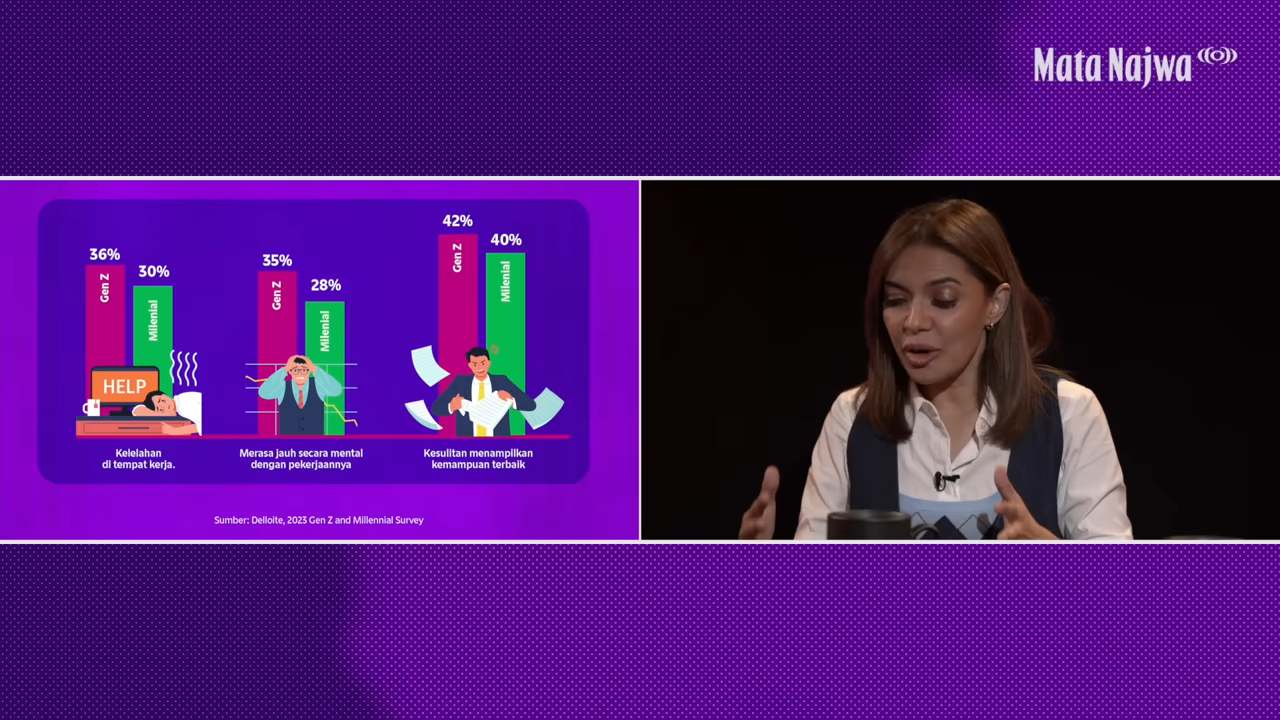 Mata Najwa
42%
40%
36%
30%
35%
28%
Gen Z
Milenial
Gen Z
Milenial
Gen Z
Milenial
HELP
Kelelahan
di tempat kerja.
Merasa jauh secara mental
dengan pekerjaannya
Kesulitan menampilkan
kemampuan terbaik
Sumber: Delloite, 2023 Gen Z and Millennial Survey